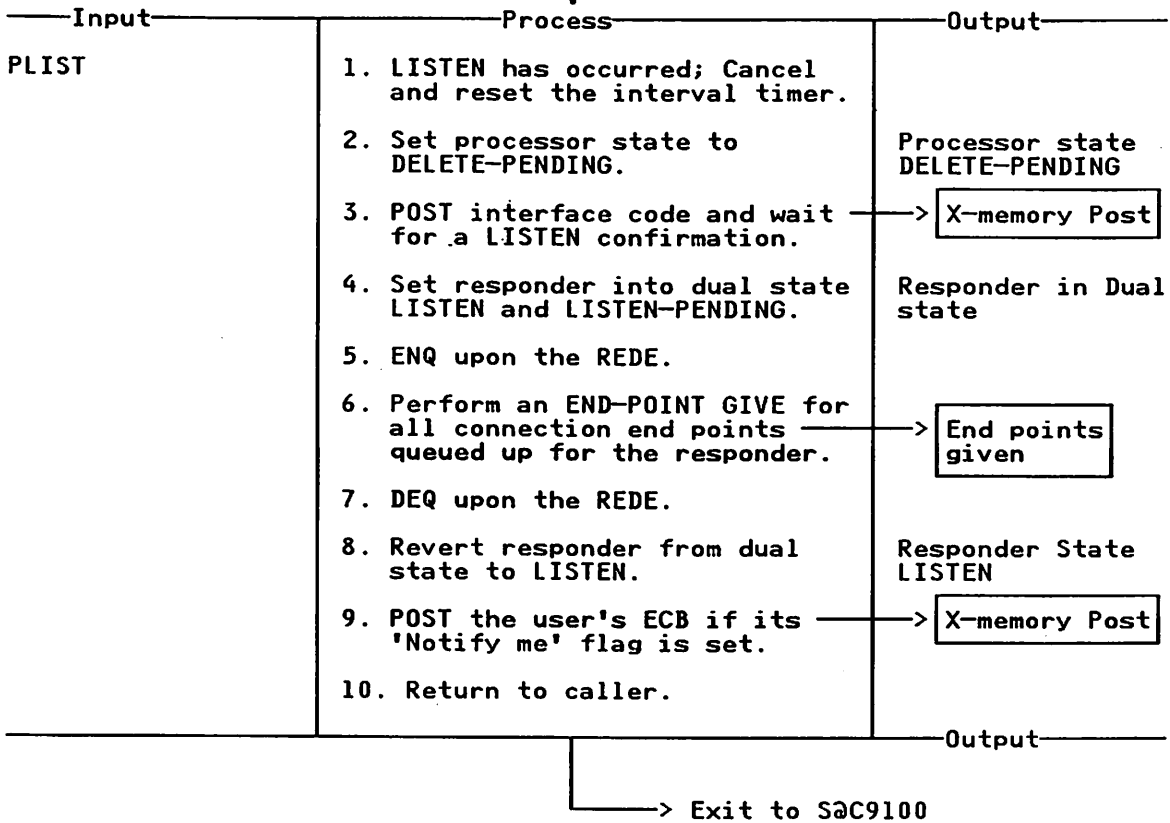 Input Process Output
PLIST
1. LISTEN has occurred; Cancel
and reset the interval timer.
2. Set processor state to
DELETE-PENDING.
Processor state
DELETE-PENDING
3. POST interface code and wait
for a LISTEN confirmation.
X-memory Post
4. Set responder into dual state
LISTEN and LISTEN-PENDING.
Responder in Dual
state
5. ENQ upon the REDE.
6. Perform an END-POINT GIVE for
all connection end points
queued up for the responder.
End points
given
7. DEQ upon the REDE.
8. Revert responder from dual
state to LISTEN.
Responder State
LISTEN
9. POST the user's ECB if its
'Notify me' flag is set.
X-memory Post
10. Return to caller.
Output
Exit to S@C9100